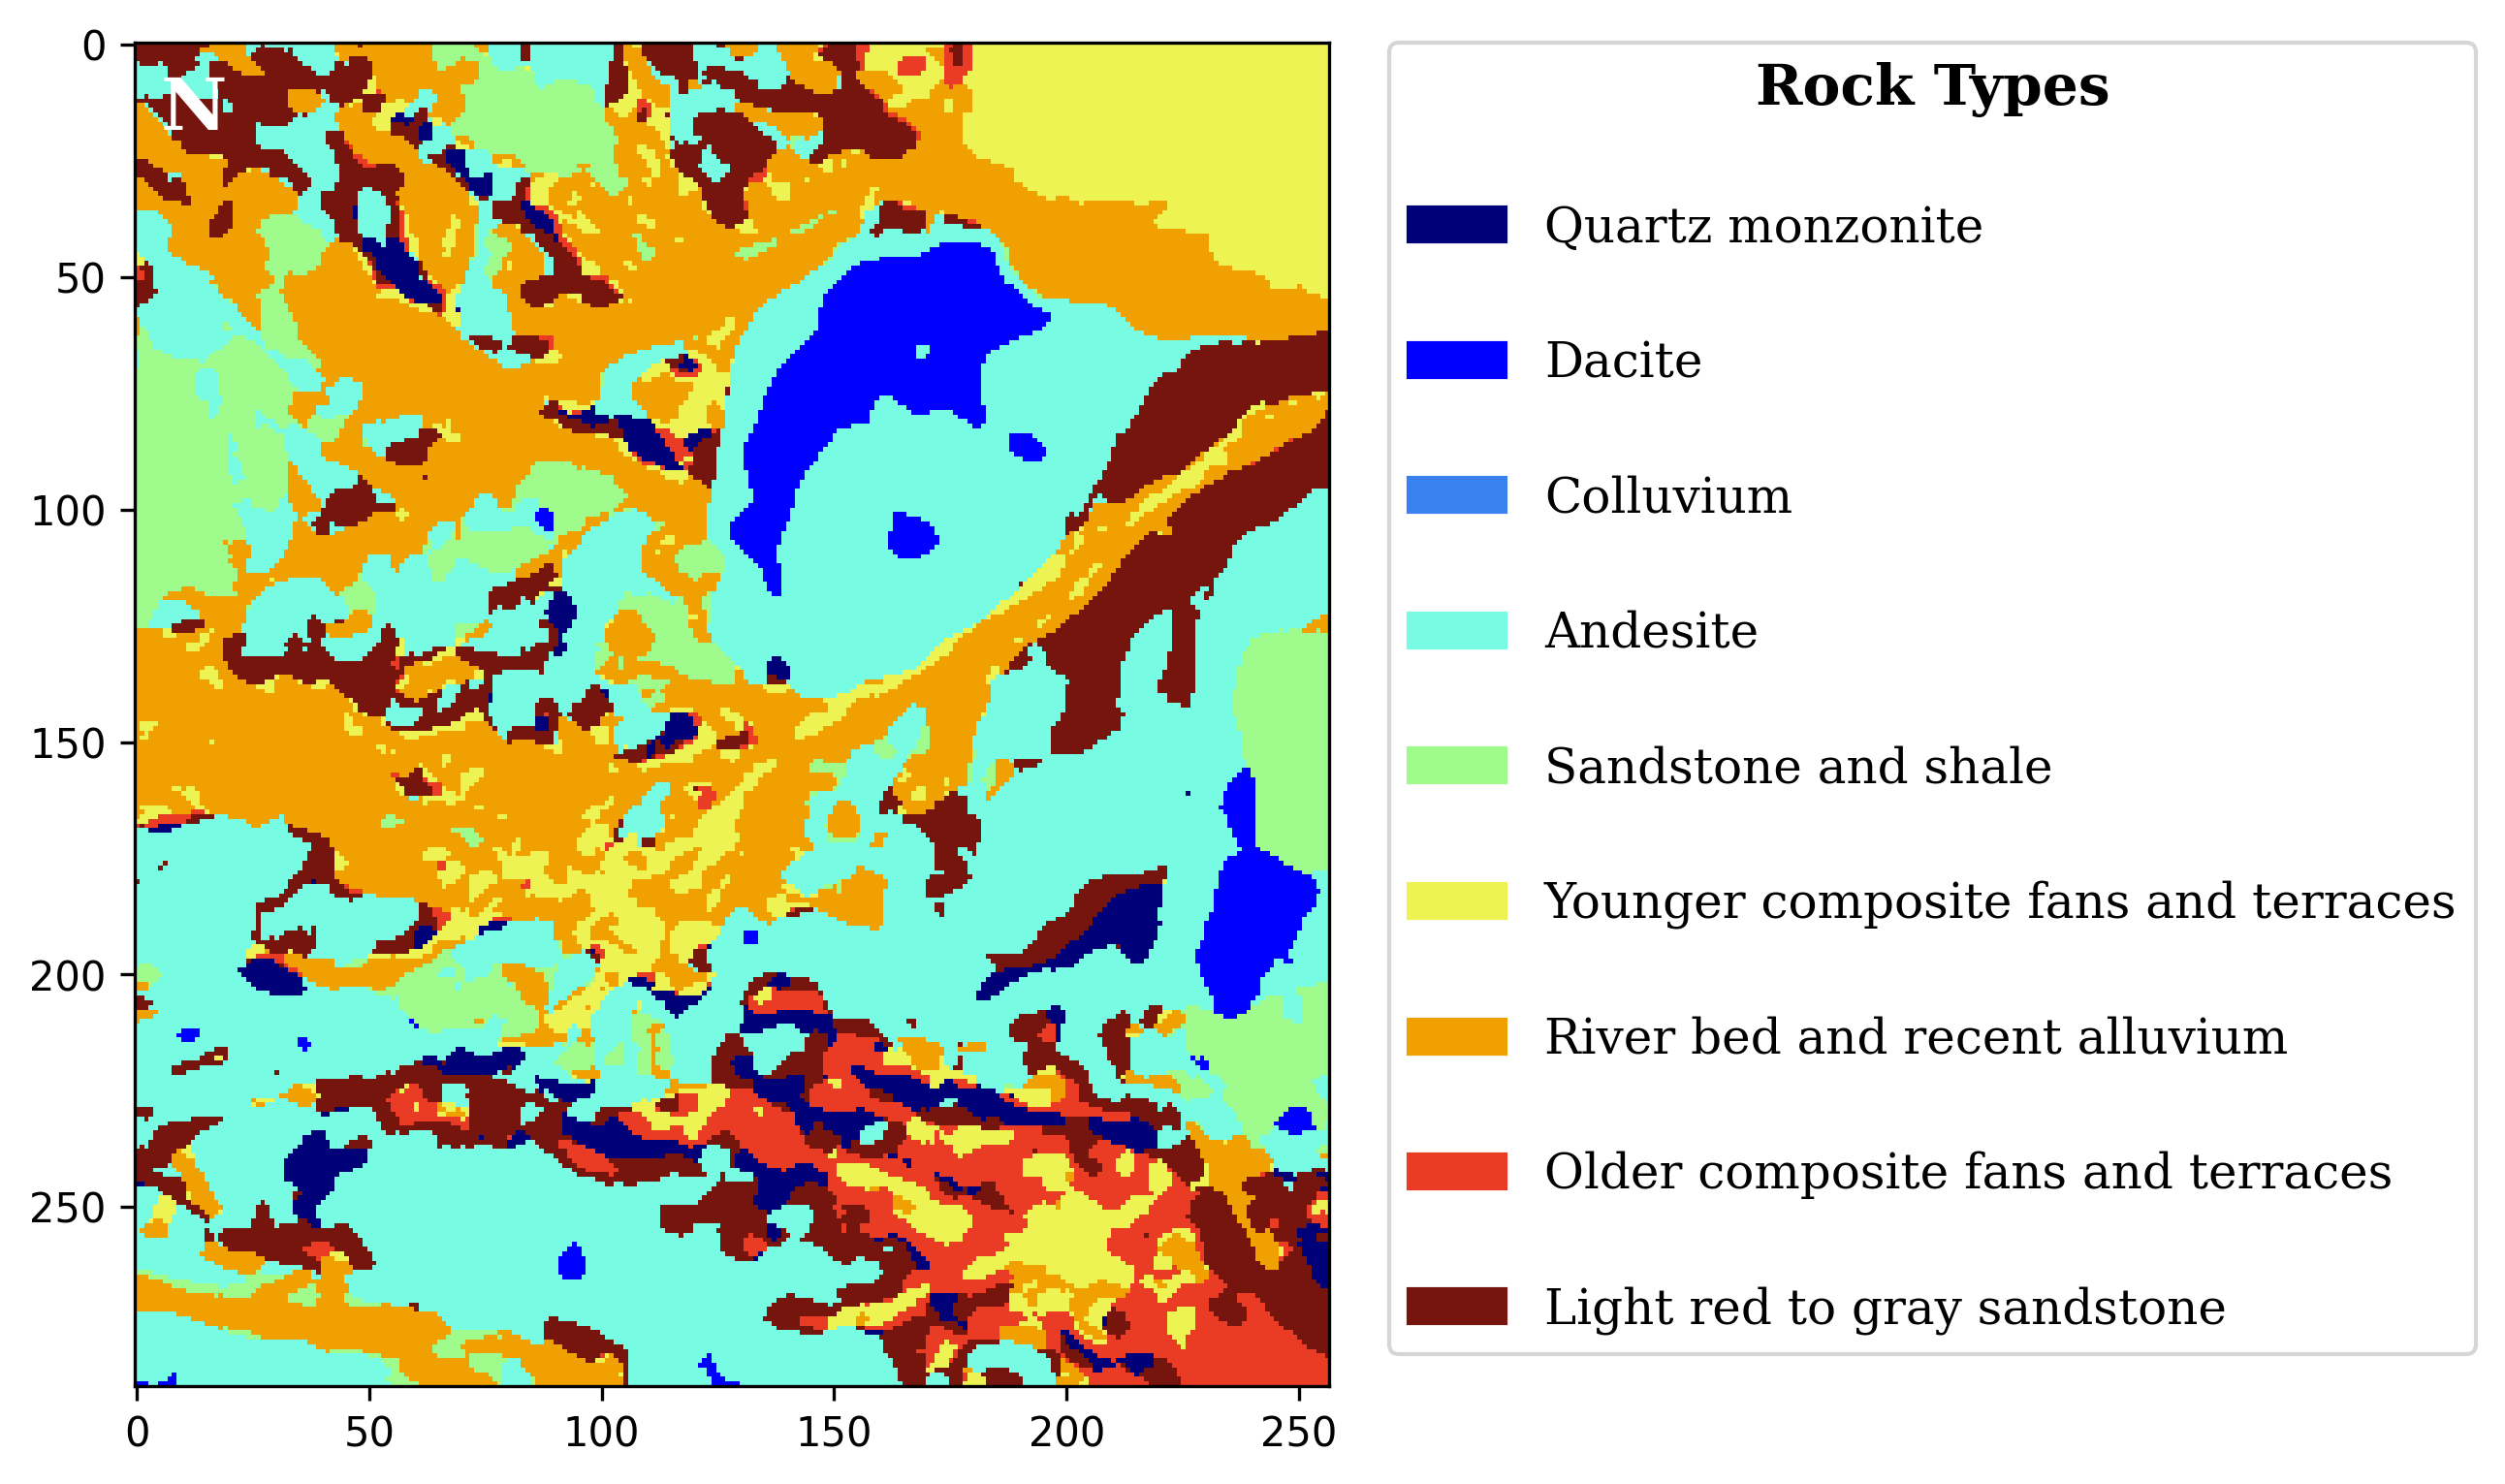 N
0
50
100
150
200
250
0 50 100 150 200 250
Rock Types
Quartz monzonite
Dacite
Colluvium
Andesite
Sandstone and shale
Younger composite fans and terraces
River bed and recent alluvium
Older composite fans and terraces
Light red to gray sandstone